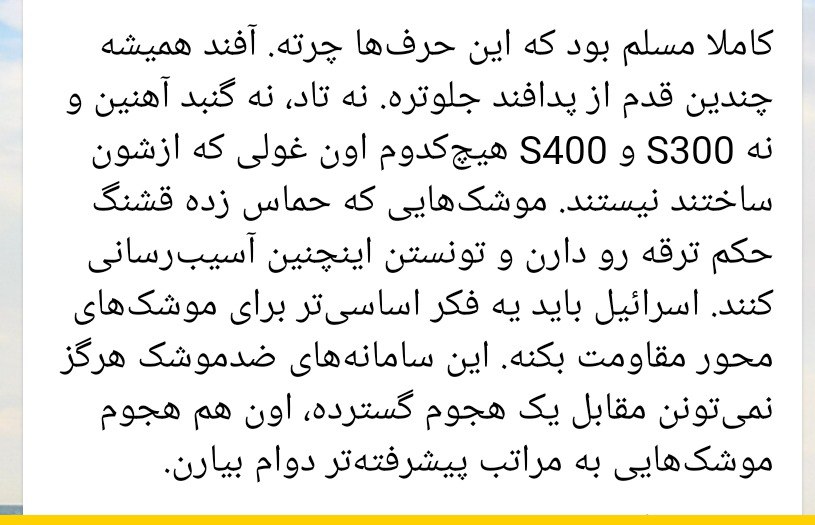 کاملا مسلم بود که این حرف‌ها چرته. آفند همیشه
چندین قدم از پدافند جلوتره. نه تاد، نه گنبد آهنین و
نه S300 و S400 هیچ‌کدوم اون غولی که ازشون
ساختند نیستند. موشک‌هایی که حماس زده قشنگ
حکم ترقه رو دارن و تونستن اینچنین آسیب‌رسانی
کنند. اسرائیل باید یه فکر اساسی‌تر برای موشک‌های
محور مقاومت بکنه. این سامانه‌های ضدموشک هرگز
نمی‌تونن مقابل یک هجوم گسترده، اون هم هجوم
موشک‌هایی به مراتب پیشرفته‌تر دوام بیارن.